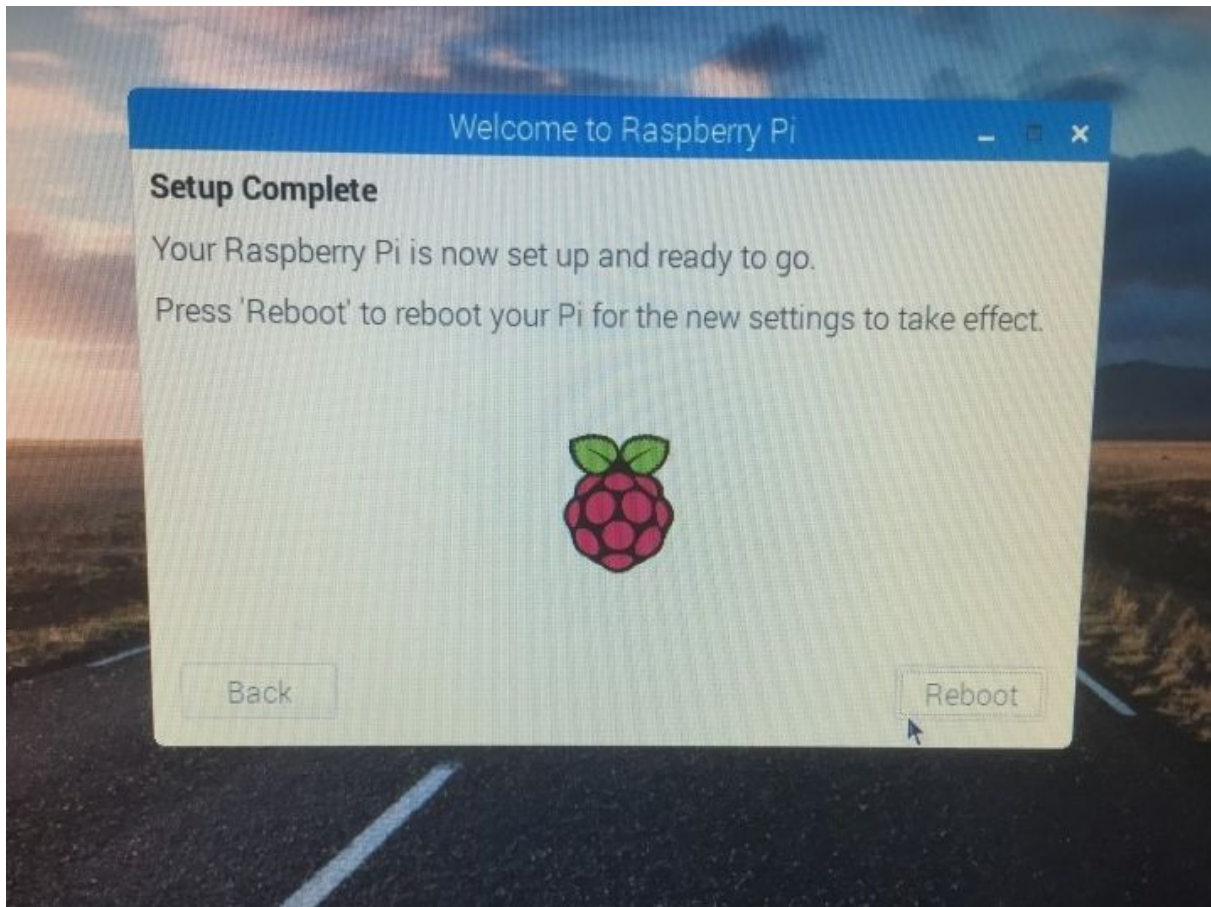 Welcome to Raspberry Pi
Setup Complete
Your Raspberry Pi is now set up and ready to go.
Press 'Reboot' to reboot your Pi for the new settings to take effect.
Back
Reboot